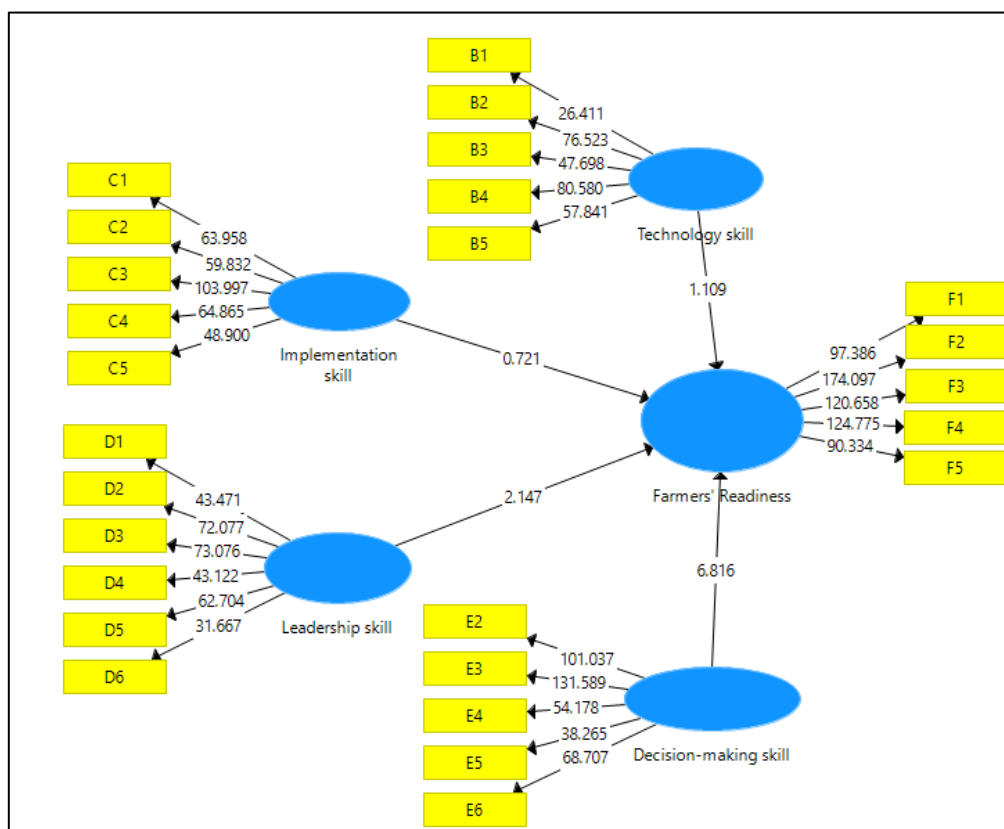 B1
B2
B3
B4
B5
26.411
76.523
47.698
80.580
57.841
Technology skill
1.109
C1
C2
C3
C4
C5
63.958
59.832
103.997
64.865
48.900
Implementation
skill
0.721
F1
F2
F3
F4
F5
97.386
174.097
120.658
124.775
90.334
Farmers' Readiness
D1
D2
D3
D4
D5
D6
43.471
72.077
73.076
43.122
62.704
31.667
Leadership skill
2.147
6.816
E2
E3
E4
E5
E6
101.037
131.589
54.178
38.265
68.707
Decision-making skill